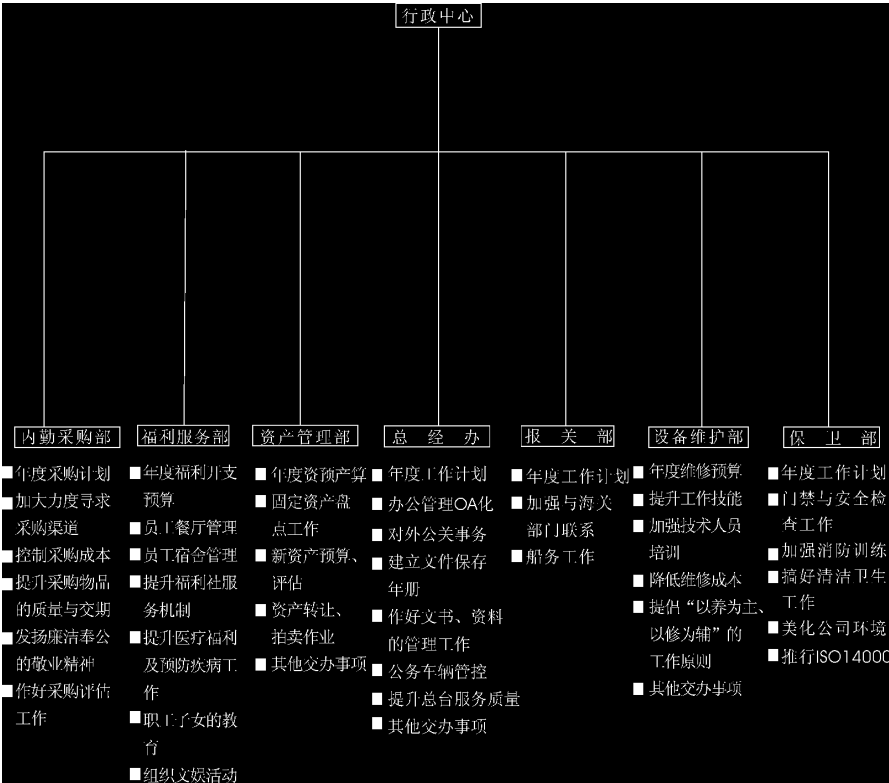 行政中心
内勤采购部
■年度采购计划
■加大力度寻求
采购渠道
■控制采购成本
■提升采购物品
的质量与交期
■发扬廉洁奉公
的敬业精神
■作好采购评估
工作
福利服务部
■年度福利开支
预算
■员工餐厅管理
■员工宿舍管理
■提升福利社服
务机制
■提升医疗福利
及预防疾病工
作
■职工子女的教
育
■组织文娱活动
资产管理部
■年度资预产算
■固定资产盘
点工作
■新资产预算、
评估
■资产转让、
拍卖作业
■其他交办事项
总经办
■年度工作计划
■办公管理OA化
■对外公关事务
■建立文件保存
年册
■作好文书、资料
的管理工作
■公务车辆管控
■提升总台服务质量
■其他交办事项
报关部
■年度工作计划
■加强与海关
部门联系
■船务工作
设备维护部
■年度维修预算
■提升工作技能
■加强技术人员
培训
■降低维修成本
■提倡“以养为主、
以修为辅”的
工作原则
■其他交办事项
保卫部
■年度工作计划
■门禁与安全检
查工作
■加强消防训练
■搞好清洁卫生
工作
■美化公司环境
■推行ISO14000